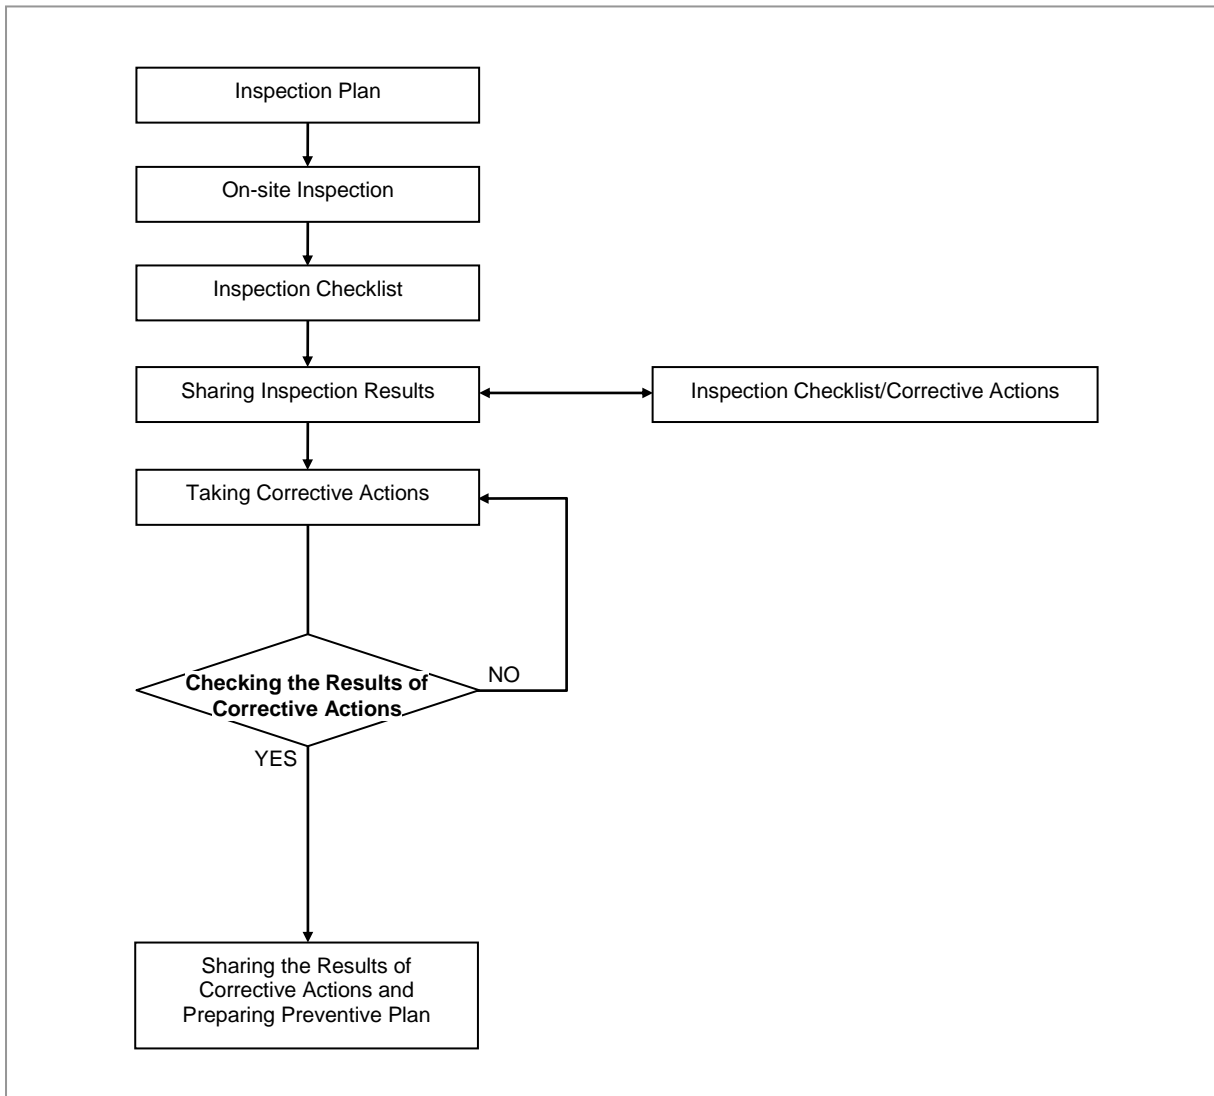 Inspection Plan
On-site Inspection
Inspection Checklist
Sharing Inspection Results
Inspection Checklist/Corrective Actions
Taking Corrective Actions
Checking the Results of
Corrective Actions
NO
YES
Sharing the Results of
Corrective Actions and
Preparing Preventive Plan